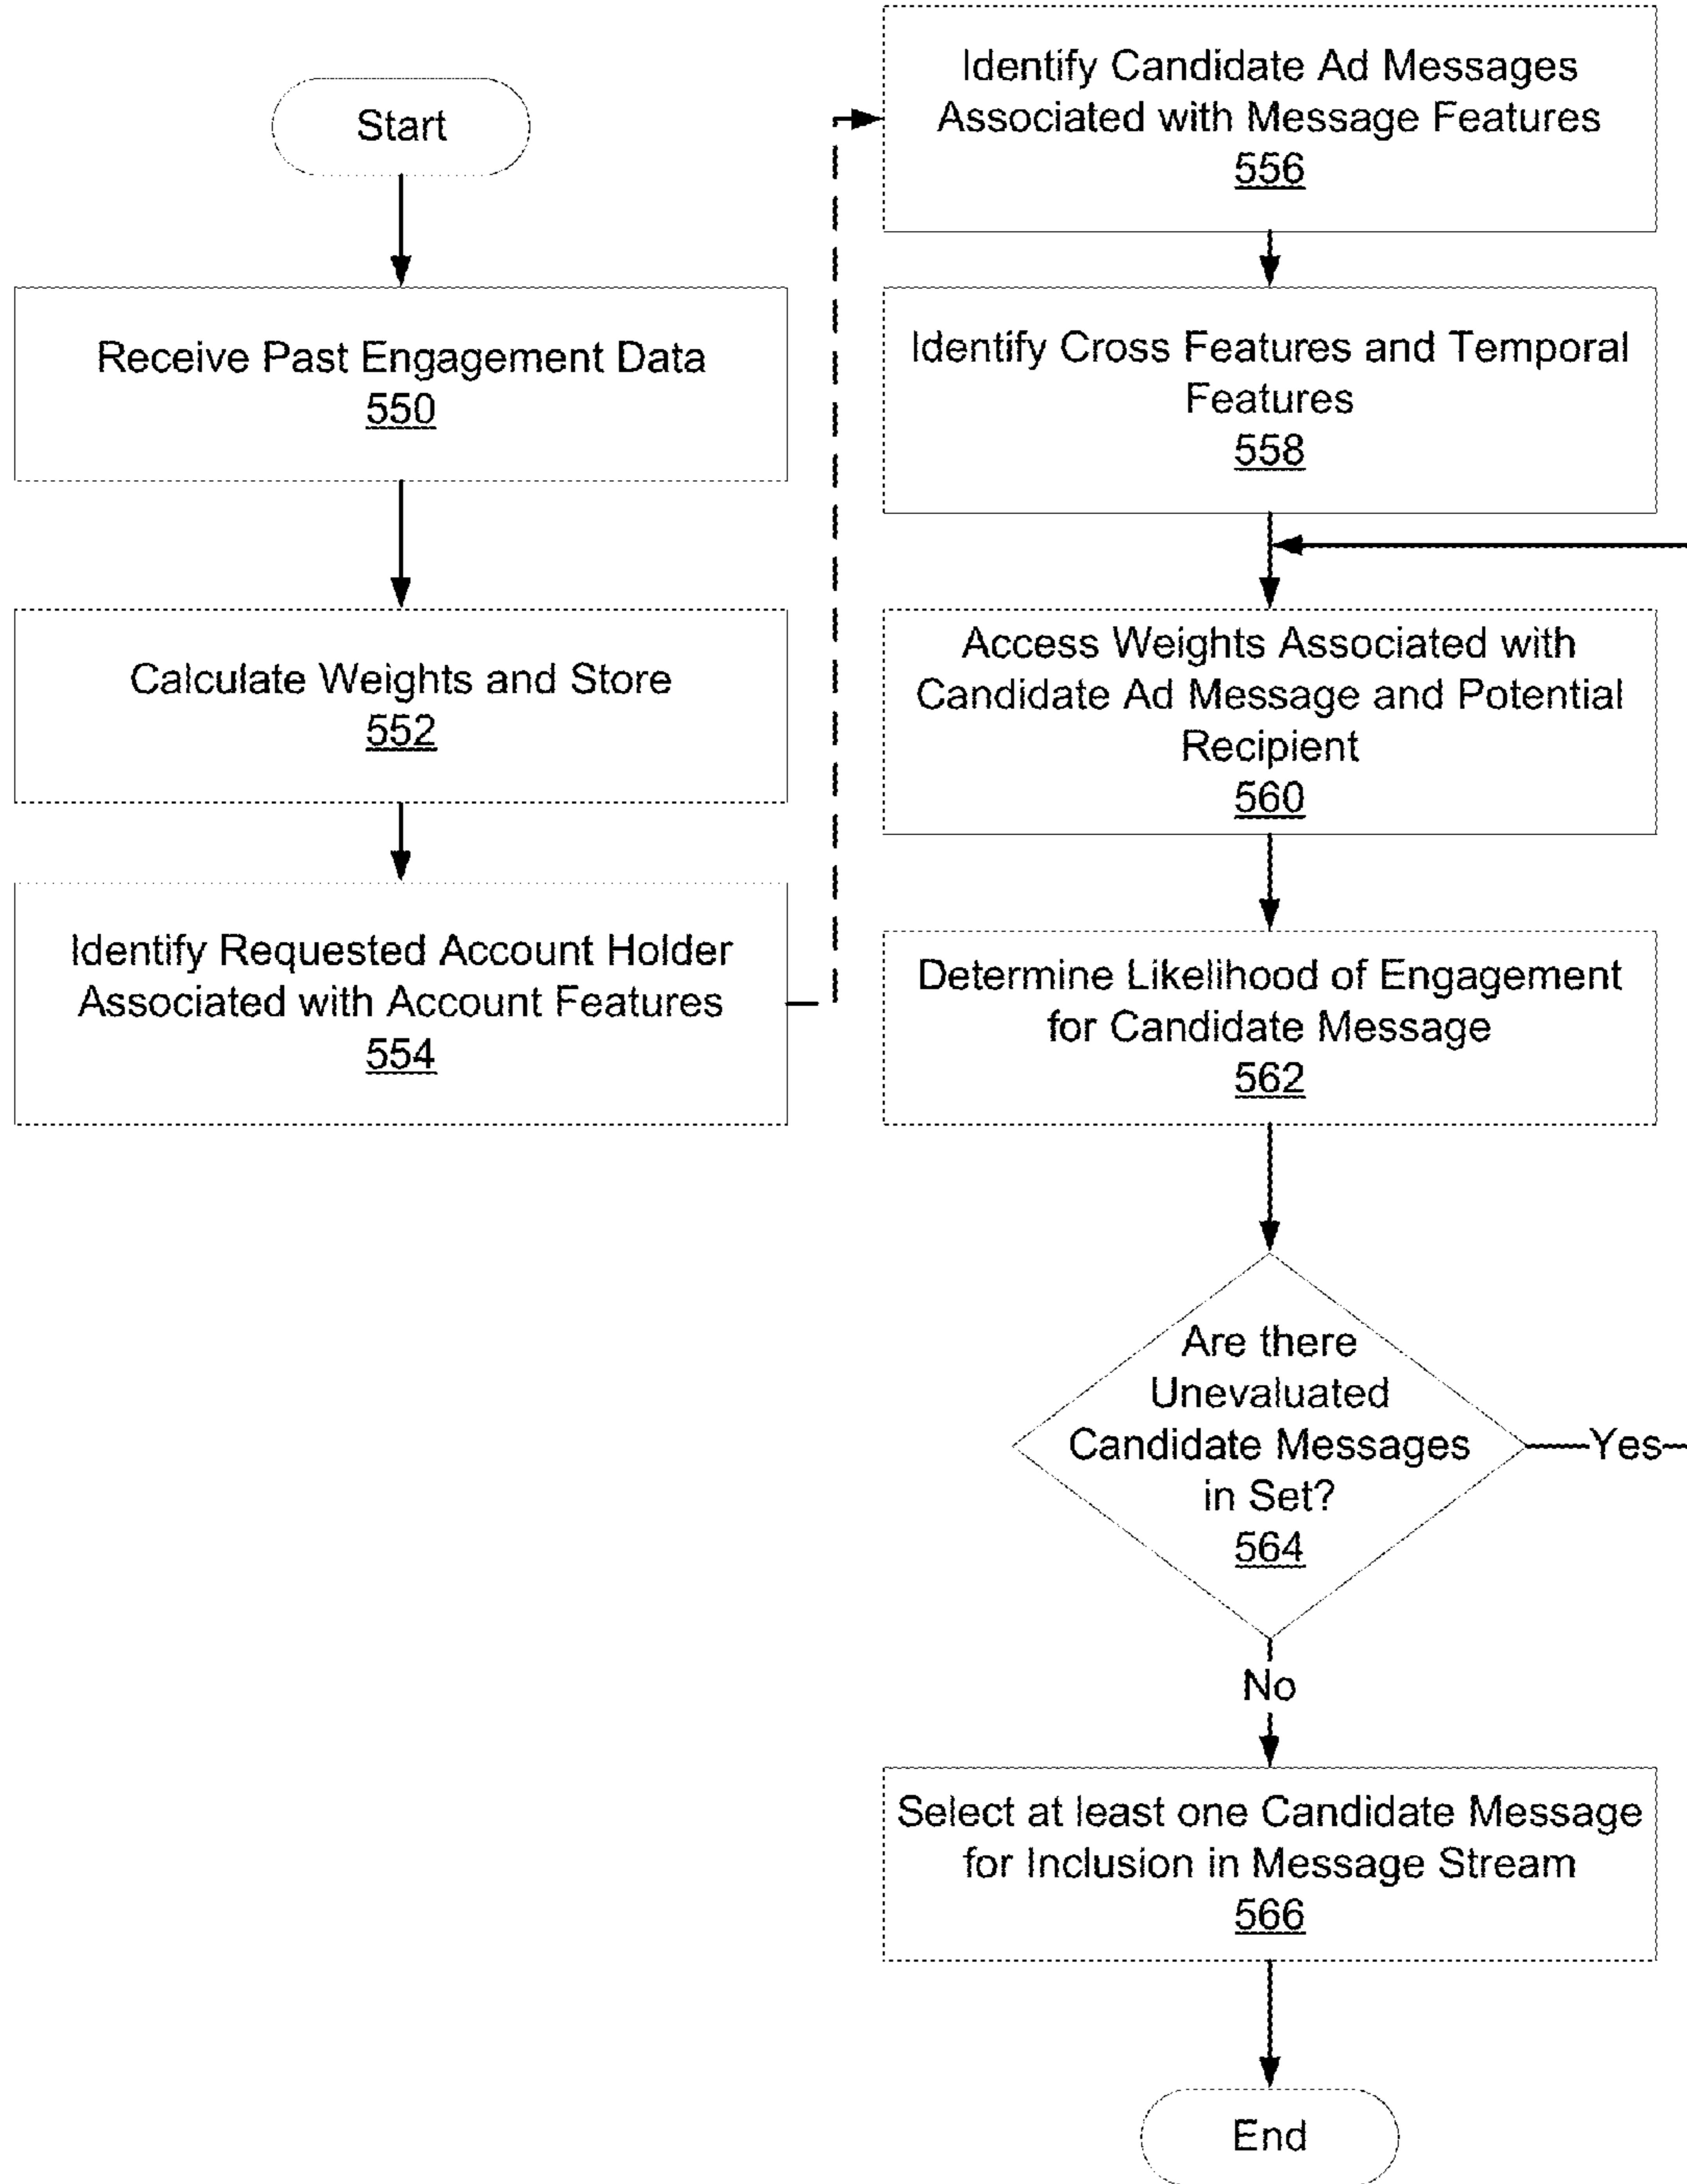 Start
Receive Past Engagement Data
550
Calculate Weights and Store
552
Identify Requested Account Holder
Associated with Account Features
554
Identify Candidate Ad Messages
Associated with Message Features
556
Identify Cross Features and Temporal
Features
558
Access Weights Associated with
Candidate Ad Message and Potential
Recipient
560
Determine Likelihood of Engagement
for Candidate Message
562
Are there
Unevaluated
Candidate Messages
in Set?
564
Yes
No
Select at least one Candidate Message
for Inclusion in Message Stream
566
End